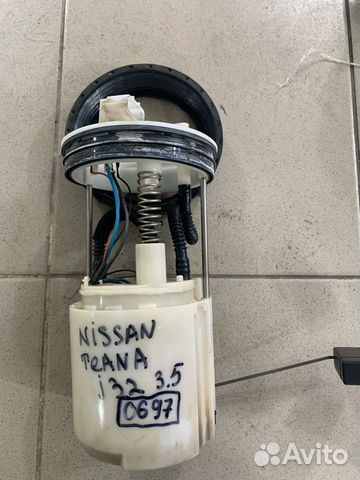 NISSAN
TEANA
j32 3.5
0697
Avito